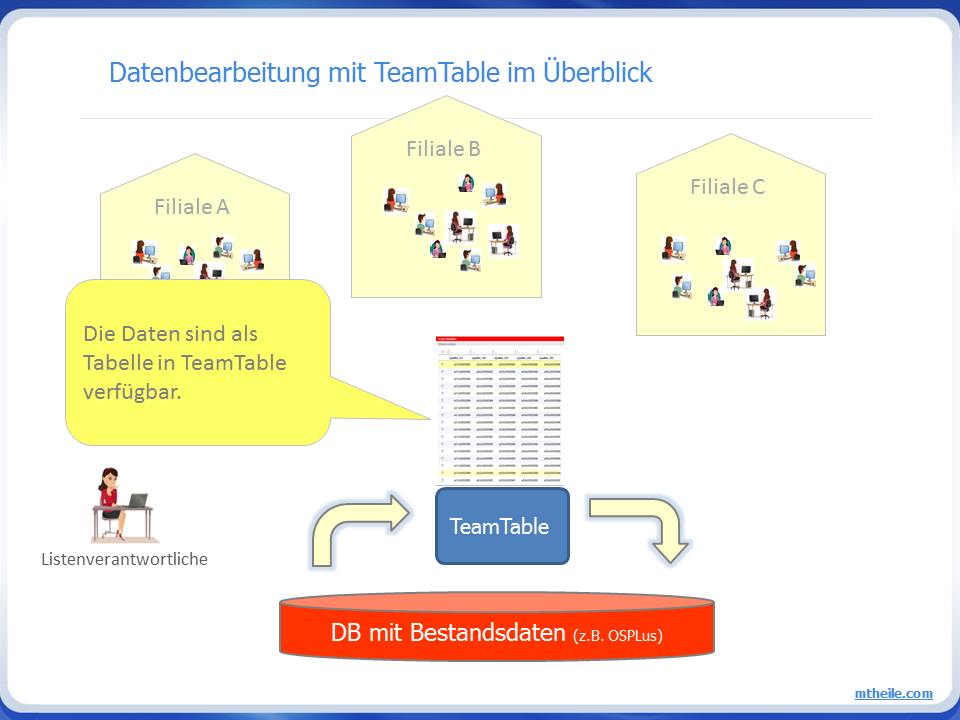 Datenbearbeitung mit TeamTable im Überblick
Filiale B
Filiale C
Filiale A
Die Daten sind als
Tabelle in TeamTable
verfügbar.
TeamTable
Listenverantwortliche
DB mit Bestandsdaten (z.B. OSPLus)
mtheile.com